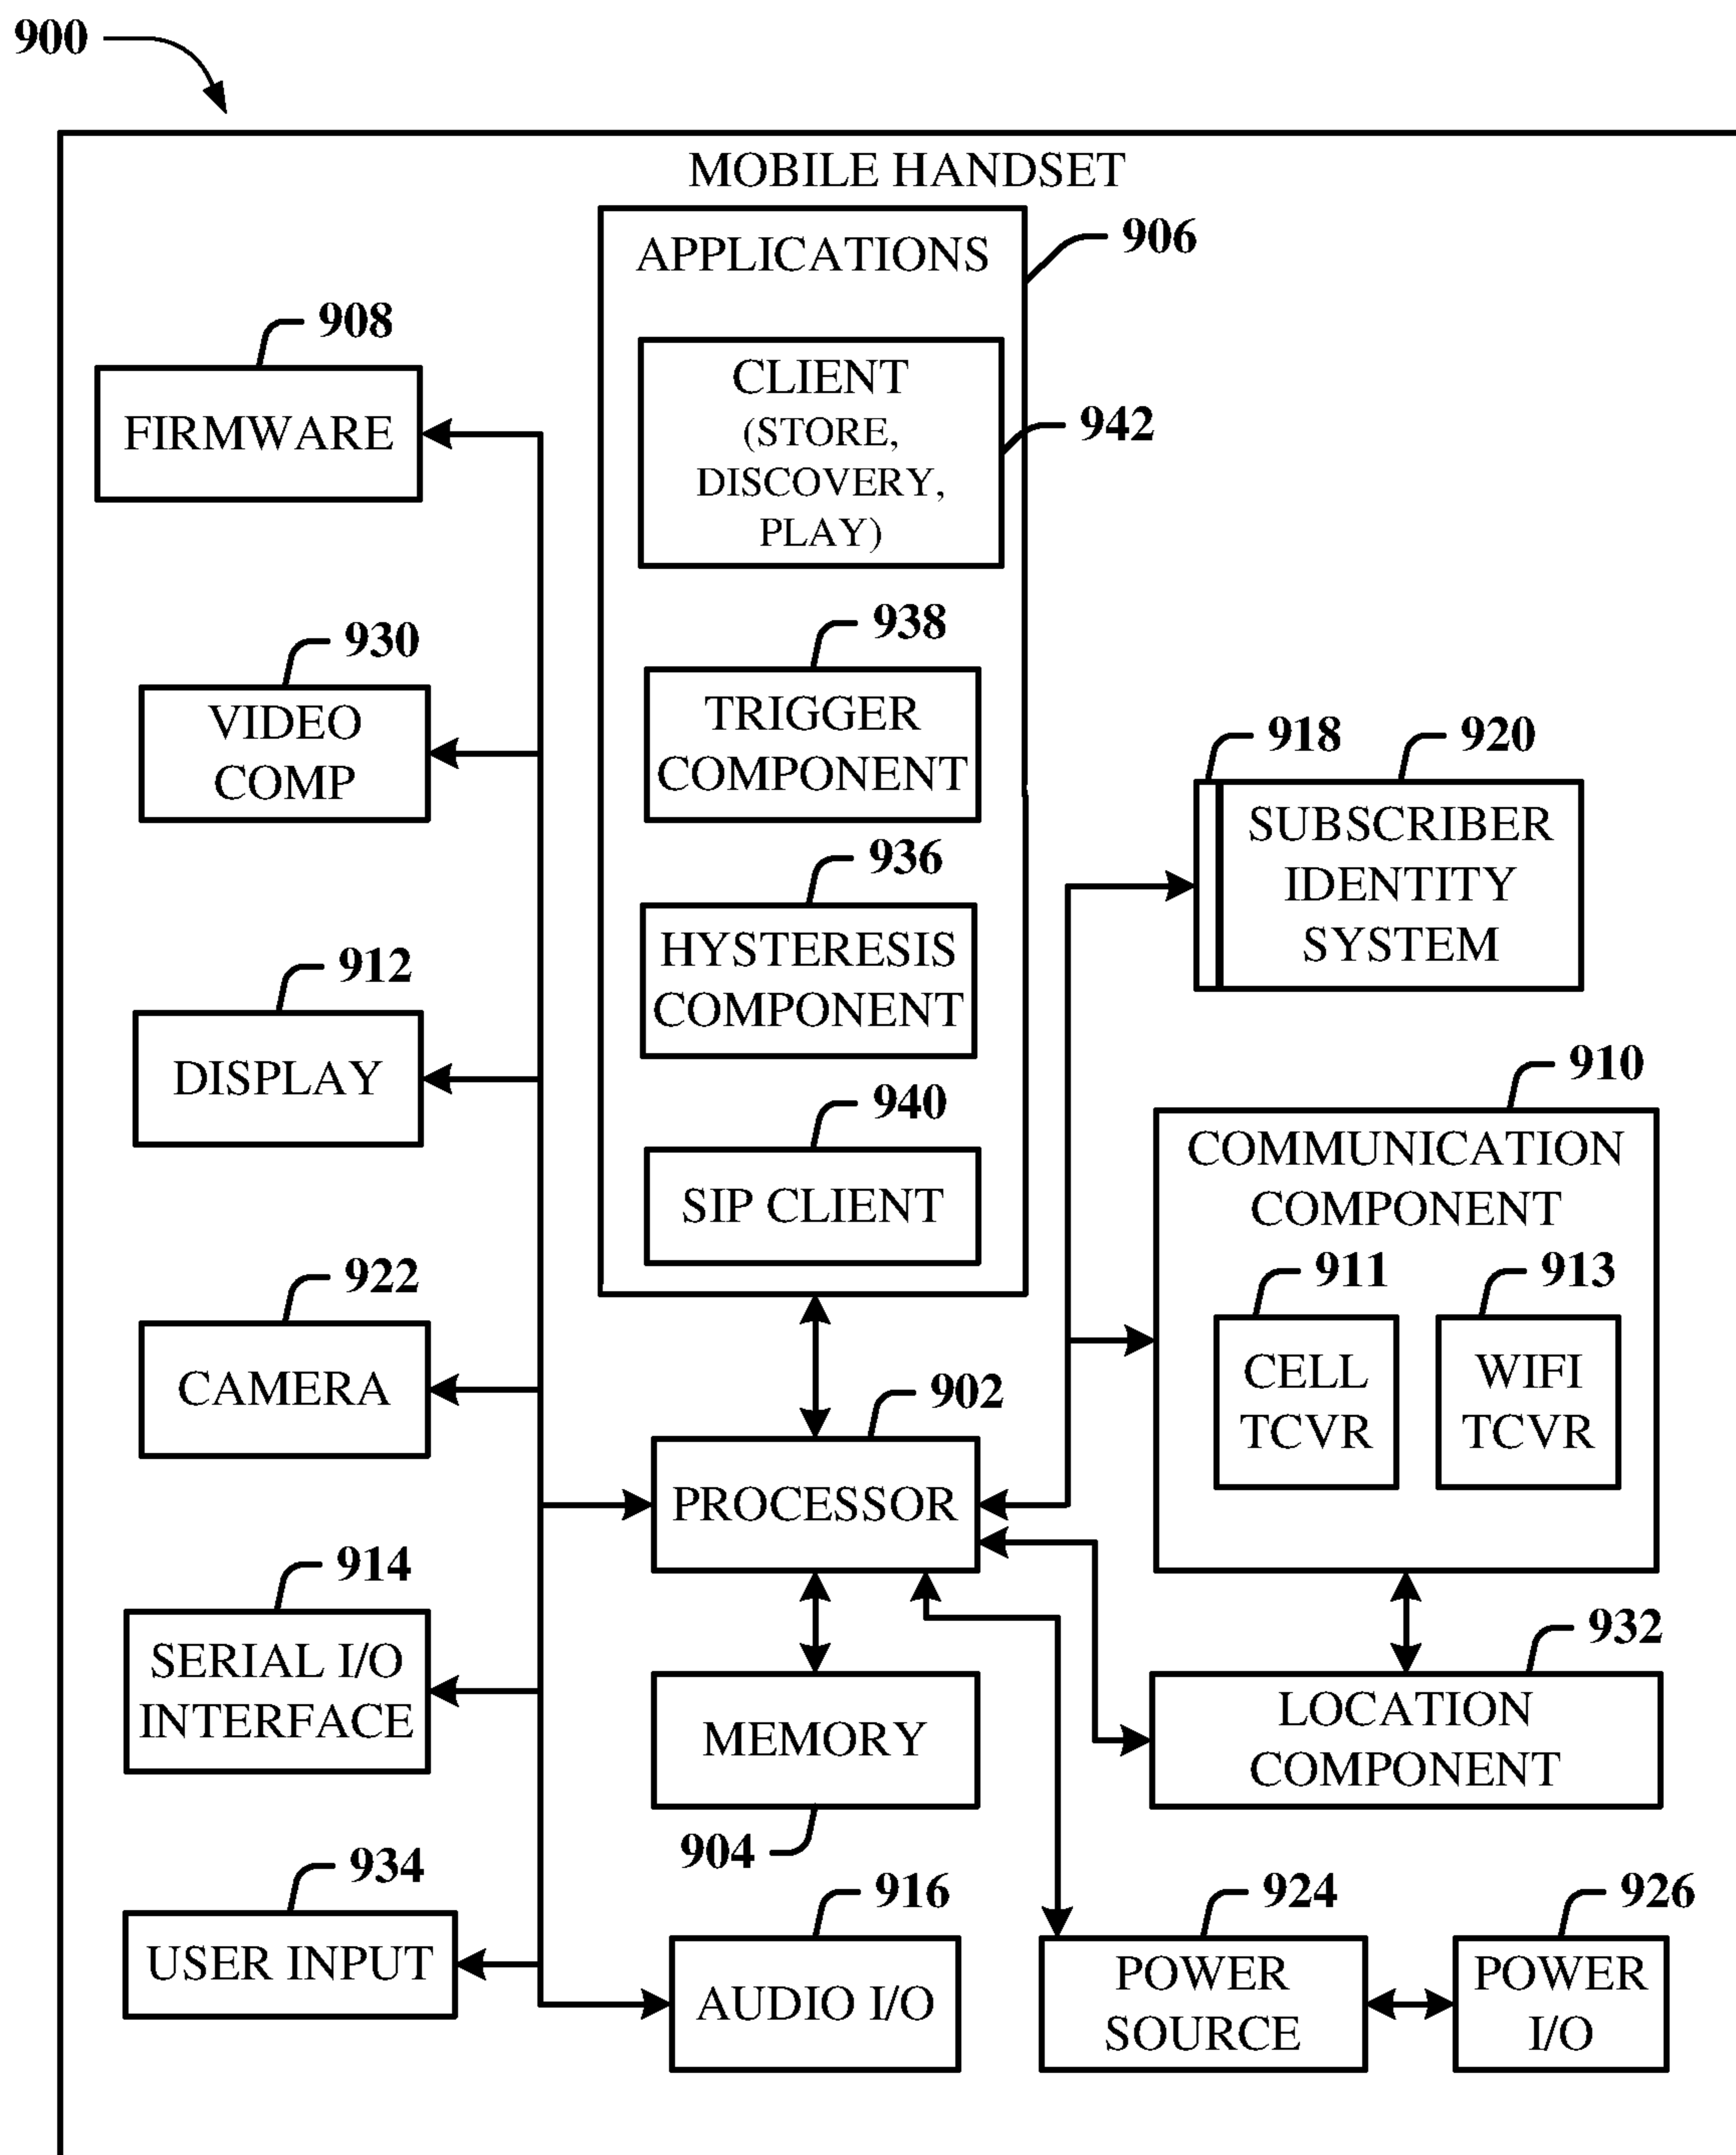 900
MOBILE HANDSET
APPLICATIONS
906
CLIENT
(STORE,
DISCOVERY,
PLAY)
942
908
FIRMWARE
938
TRIGGER
COMPONENT
930
VIDEO
COMP
936
HYSTERESIS
COMPONENT
918
920
SUBSCRIBER
IDENTITY
SYSTEM
912
DISPLAY
940
SIP CLIENT
910
COMMUNICATION
COMPONENT
911
CELL
TCVR
913
WIFI
TCVR
922
CAMERA
902
PROCESSOR
914
SERIAL I/O
INTERFACE
MEMORY
904
932
LOCATION
COMPONENT
934
USER INPUT
916
AUDIO I/O
924
POWER
SOURCE
926
POWER
I/O